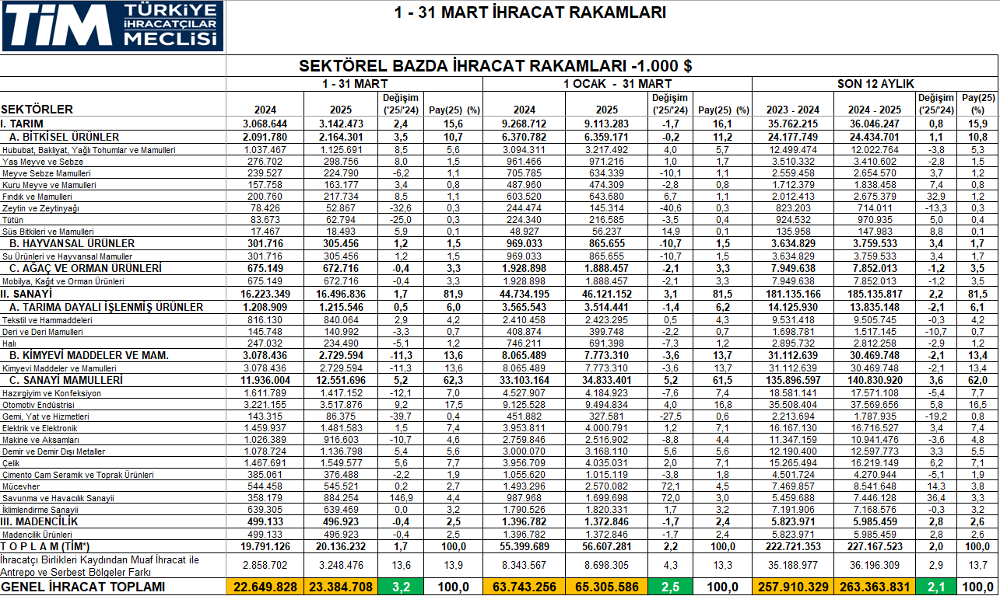 TİM TÜRKİYE
İHRACATÇILAR
MECLİSİ
1 - 31 MART İHRACAT RAKAMLARI
SEKTÖREL BAZDA İHRACAT RAKAMLARI -1.000 $
1 - 31 MART 1 OCAK - 31 MART SON 12 AYLIK
SEKTÖRLER 2024 2025 Değişim ('25/'24) Pay(25) (%) 2024 2025 Değişim ('25/'24) Pay(25) (%) 2023 - 2024 2024 - 2025 Değişim ('25/'24) Pay(25) (%)
I. TARIM 3.068.644 3.142.473 2,4 15,6 9.268.712 9.113.283 -1,7 16,1 35.762.215 36.046.247 0,8 15,9
A. BİTKİSEL ÜRÜNLER 2.091.780 2.164.301 3,5 10,7 6.370.782 6.359.171 -0,2 11,2 24.177.749 24.434.701 1,1 10,8
Hububat, Bakliyat, Yağlı Tohumlar ve Mamulleri 1.037.467 1.125.691 8,5 5,6 3.094.311 3.217.492 4,0 5,7 12.499.474 12.022.764 -3,8 5,3
Yaş Meyve ve Sebze 276.702 298.756 8,0 1,5 961.466 971.216 1,0 1,7 3.510.332 3.410.602 -2,8 1,5
Meyve Sebze Mamulleri 239.527 224.790 -6,2 1,1 705.785 634.339 -10,1 1,1 2.559.458 2.654.570 3,7 1,2
Kuru Meyve ve Mamulleri 157.758 163.177 3,4 0,8 487.960 474.309 -2,8 0,8 1.712.379 1.838.458 7,4 0,8
Fındık ve Mamulleri 200.760 217.734 8,5 1,1 603.520 643.680 6,7 1,1 2.012.413 2.675.379 32,9 1,2
Zeytin ve Zeytinyağı 78.426 52.867 -32,6 0,3 244.474 145.314 -40,6 0,3 823.203 714.011 -13,3 0,3
Tütün 83.673 62.794 -25,0 0,3 224.340 216.585 -3,5 0,4 924.532 970.935 5,0 0,4
Süs Bitkileri ve Mamulleri 17.467 18.493 5,9 0,1 48.927 56.237 14,9 0,1 135.958 147.983 8,8 0,1
B. HAYVANSAL ÜRÜNLER 301.716 305.456 1,2 1,5 969.033 865.655 -10,7 1,5 3.634.829 3.759.533 3,4 1,7
Su Ürünleri ve Hayvansal Mamuller 301.716 305.456 1,2 1,5 969.033 865.655 -10,7 1,5 3.634.829 3.759.533 3,4 1,7
C. AĞAÇ VE ORMAN ÜRÜNLERİ 675.149 672.716 -0,4 3,3 1.928.898 1.888.457 -2,1 3,3 7.949.638 7.852.013 -1,2 3,5
Mobilya, Kağıt ve Orman Ürünleri 675.149 672.716 -0,4 3,3 1.928.898 1.888.457 -2,1 3,3 7.949.638 7.852.013 -1,2 3,5
II. SANAYİ 16.223.349 16.496.836 1,7 81,9 44.734.195 46.121.152 3,1 81,5 181.135.166 185.135.817 2,2 81,5
A. TARIMA DAYALI İŞLENMİŞ ÜRÜNLER 1.208.909 1.215.546 0,5 6,0 3.565.543 3.514.441 -1,4 6,2 14.125.930 13.835.148 -2,1 6,1
Tekstil ve Hammaddeleri 816.130 840.064 2,9 4,2 2.410.458 2.423.295 0,5 4,3 9.531.418 9.505.745 -0,3 4,2
Deri ve Deri Mamulleri 145.748 140.992 -3,3 0,7 408.874 399.748 -2,2 0,7 1.698.781 1.517.145 -10,7 0,7
Halı 247.032 234.490 -5,1 1,2 746.211 691.398 -7,3 1,2 2.895.732 2.812.258 -2,9 1,2
B. KİMYEVİ MADDELER VE MAM. 3.078.436 2.729.594 -11,3 13,6 8.065.489 7.773.310 -3,6 13,7 31.112.639 30.469.748 -2,1 13,4
Kimyevi Maddeler ve Mamulleri 3.078.436 2.729.594 -11,3 13,6 8.065.489 7.773.310 -3,6 13,7 31.112.639 30.469.748 -2,1 13,4
C. SANAYİ MAMULLERİ 11.936.004 12.551.696 5,2 62,3 33.103.164 34.833.401 5,2 61,5 135.896.597 140.830.920 3,6 62,0
Hazırgiyim ve Konfeksiyon 1.611.789 1.417.152 -12,1 7,0 4.527.907 4.184.923 -7,6 7,4 18.581.141 17.571.108 -5,4 7,7
Otomotiv Endüstrisi 3.221.155 3.517.876 9,2 17,5 9.125.528 9.494.834 4,0 16,8 35.508.404 37.569.656 5,8 16,5
Gemi, Yat ve Hizmetleri 143.315 86.375 -39,7 0,4 451.882 327.581 -27,5 0,6 2.213.694 1.787.935 -19,2 0,8
Elektrik ve Elektronik 1.459.937 1.481.583 1,5 7,4 3.953.811 4.000.791 1,2 7,1 16.167.130 16.716.527 3,4 7,4
Makine ve Aksamları 1.026.389 916.603 -10,7 4,6 2.759.846 2.516.902 -8,8 4,4 11.347.159 10.941.476 -3,6 4,8
Demir ve Demir Dışı Metaller 1.078.724 1.136.798 5,4 5,6 3.000.070 3.168.110 5,6 5,6 12.190.400 12.597.773 3,3 5,5
Çelik 1.467.691 1.549.577 5,6 7,7 3.956.709 4.035.031 2,0 7,1 15.265.494 16.219.149 6,2 7,1
Çimento Cam Seramik ve Toprak Ürünleri 385.061 376.488 -2,2 1,9 1.055.620 1.015.119 -3,8 1,8 4.501.724 4.270.944 -5,1 1,9
Mücevher 544.458 545.521 0,2 2,7 1.493.296 2.570.082 72,1 4,5 7.469.857 8.541.648 14,3 3,8
Savunma ve Havacılık Sanayii 358.179 884.254 146,9 4,4 987.968 1.699.698 72,0 3,0 5.459.688 7.446.128 36,4 3,3
İklimlendirme Sanayii 639.305 639.469 0,0 3,2 1.790.526 1.820.331 1,7 3,2 7.191.906 7.168.576 -0,3 3,2
III. MADENCİLİK 499.133 496.923 -0,4 2,5 1.396.782 1.372.846 -1,7 2,4 5.823.971 5.985.459 2,8 2,6
Madencilik Ürünleri 499.133 496.923 -0,4 2,5 1.396.782 1.372.846 -1,7 2,4 5.823.971 5.985.459 2,8 2,6
T O P L A M (TİM*) 19.791.126 20.136.232 1,7 100,0 55.399.689 56.607.281 2,2 100,0 222.721.353 227.167.523 2,0 100,0
İhracatçı Birlikleri Kaydından Muaf İhracat ile
Antrepo ve Serbest Bölgeler Farkı 2.858.702 3.248.476 13,6 13,9 8.343.567 8.698.305 4,3 13,3 35.188.977 36.196.309 2,9 13,7
GENEL İHRACAT TOPLAMI 22.649.828 23.384.708 3,2 100,0 63.743.256 65.305.586 2,5 100,0 257.910.329 263.363.831 2,1 100,0